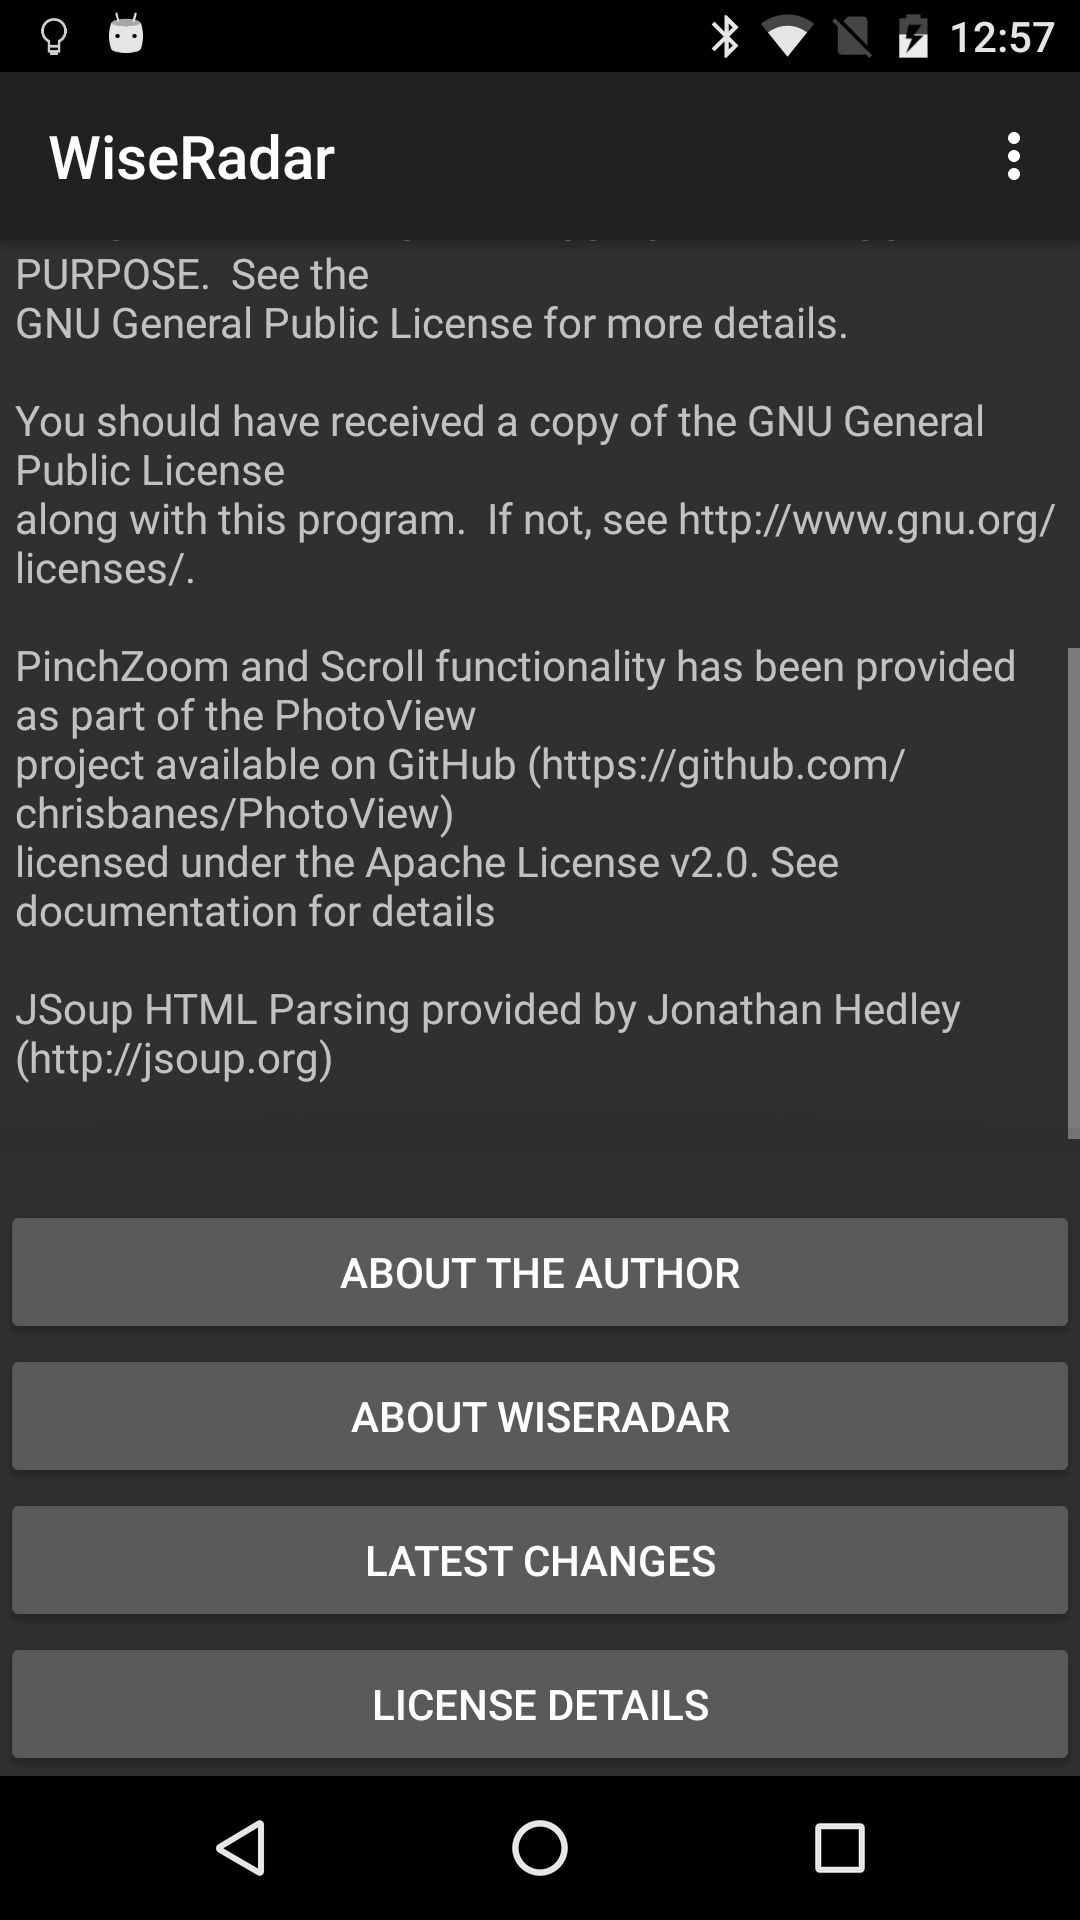 12:57
WiseRadar
PURPOSE.  See the
GNU General Public License for more details.
You should have received a copy of the GNU General
Public License
along with this program.  If not, see http://www.gnu.org/
licenses/.
PinchZoom and Scroll functionality has been provided
as part of the PhotoView
project available on GitHub (https://github.com/
chrisbanes/PhotoView)
licensed under the Apache License v2.0. See
documentation for details
JSoup HTML Parsing provided by Jonathan Hedley
(http://jsoup.org)
ABOUT THE AUTHOR
ABOUT WISERADAR
LATEST CHANGES
LICENSE DETAILS